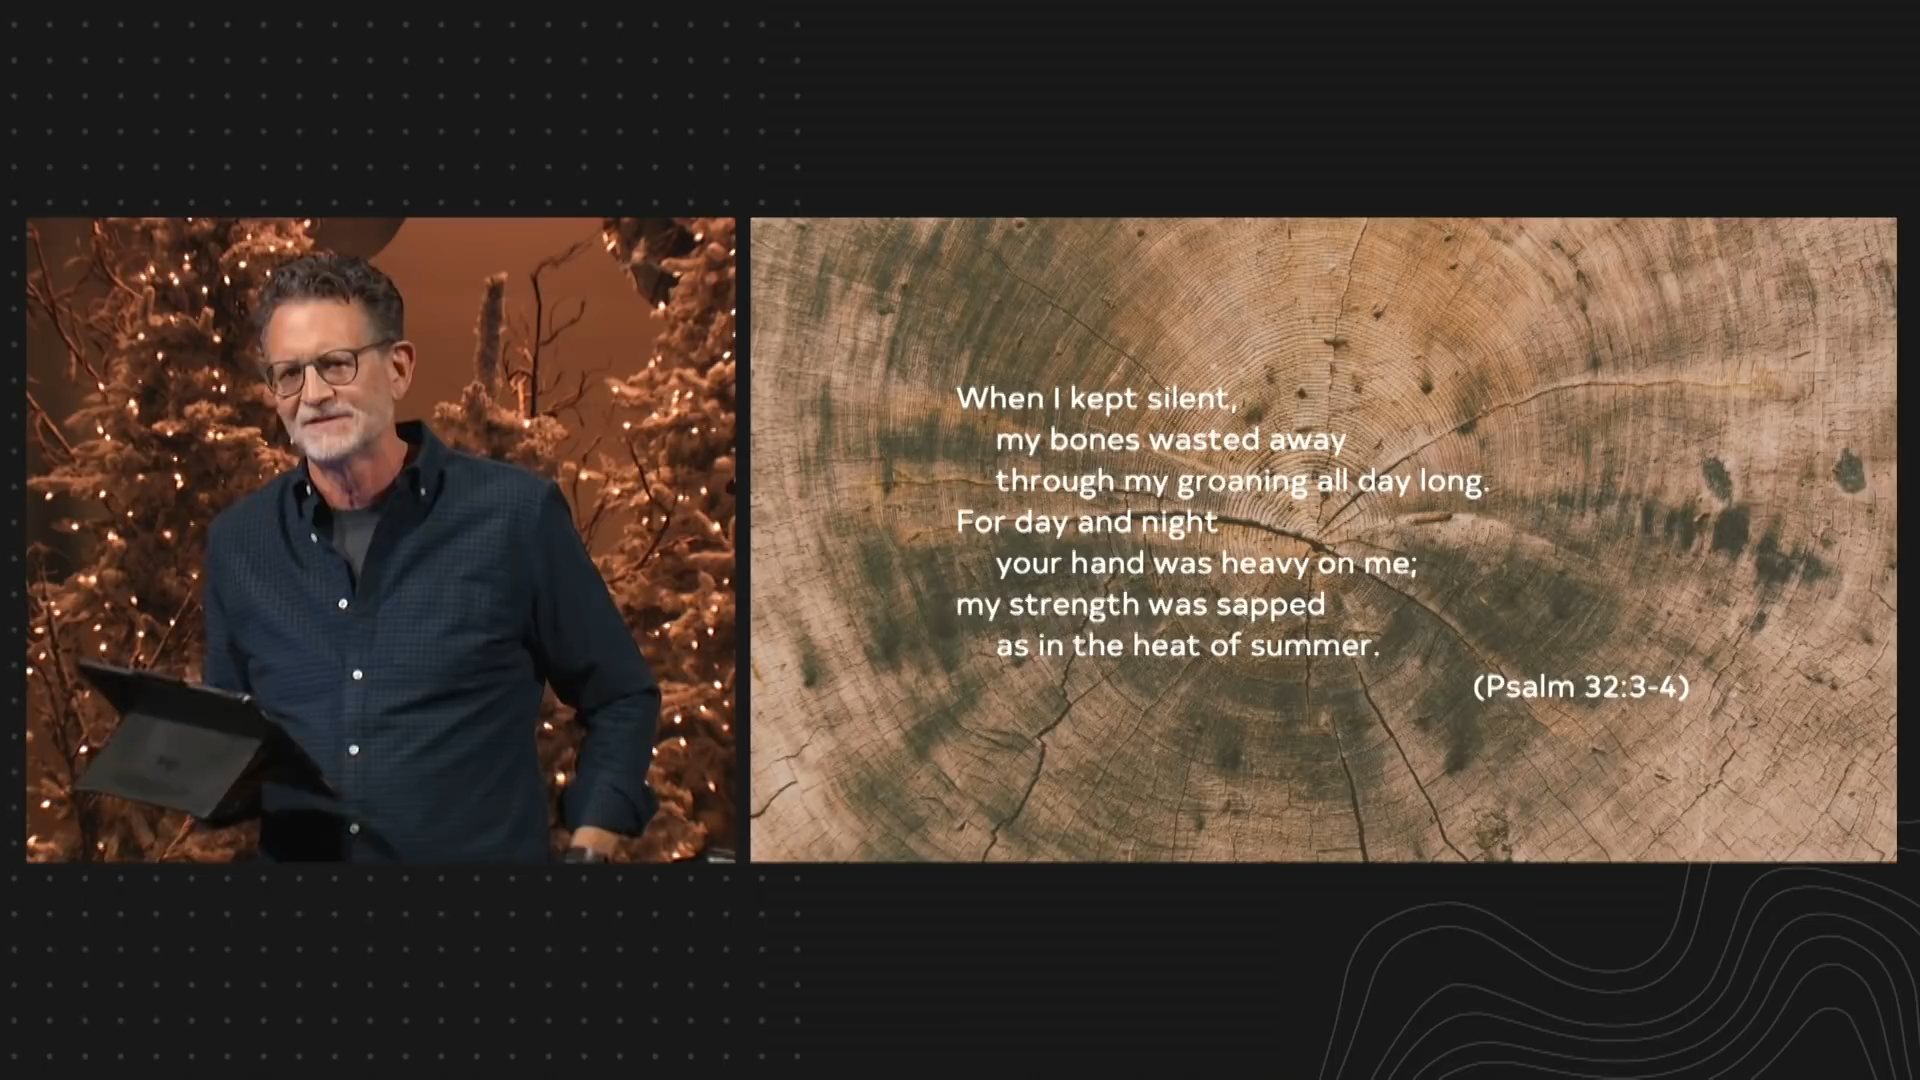 When I kept silent,
my bones wasted away
through my groaning all day long.
For day and night
your hand was heavy on me;
my strength was sapped
as in the heat of summer.
(Psalm 32:3-4)